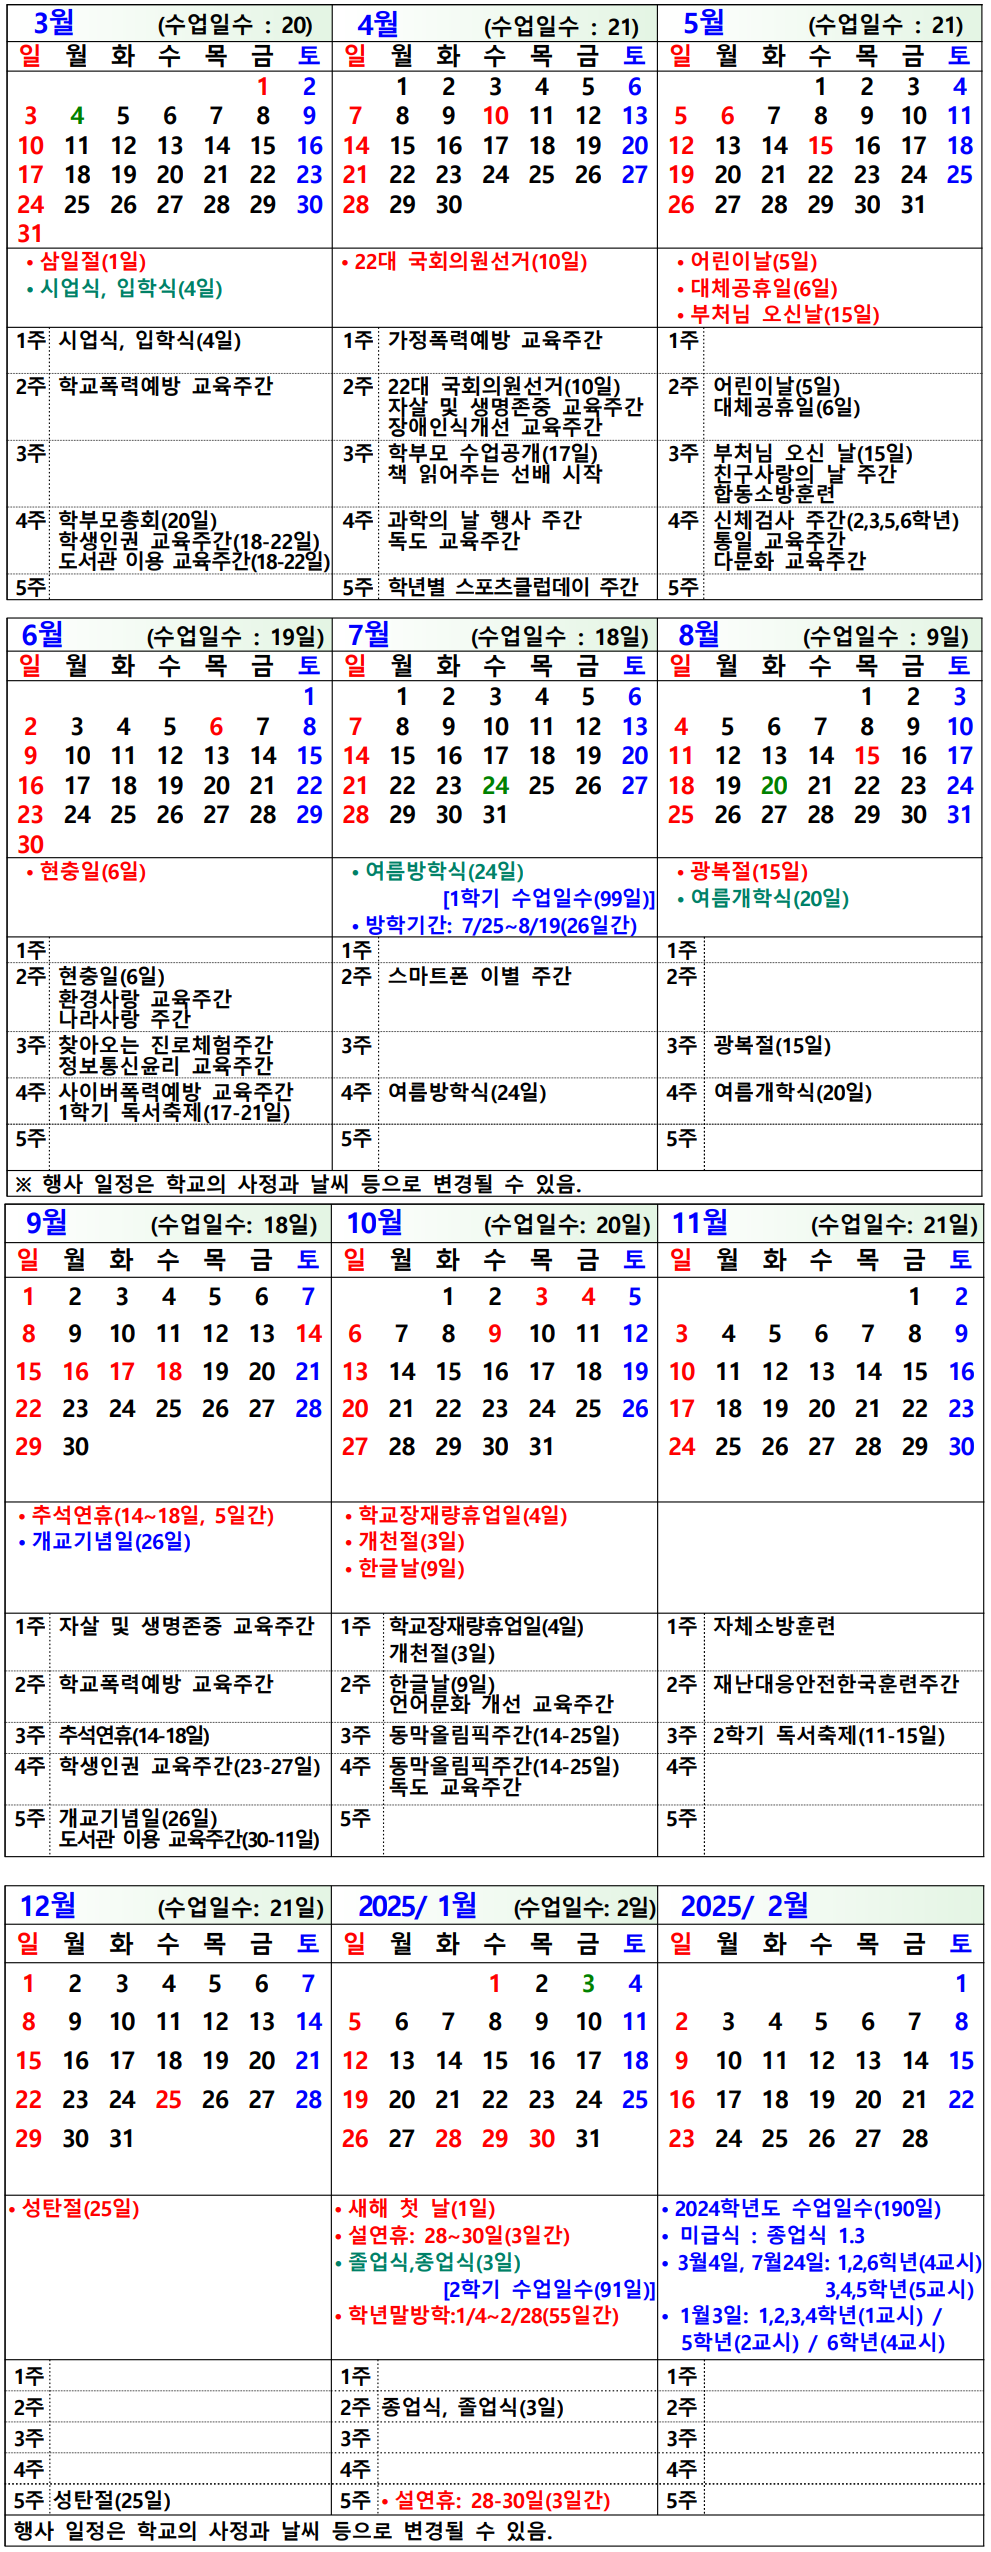 3월 (수업일수 : 20) 4월 (수업일수 : 21) 5월 (수업일수 : 21)
일 월 화 수 목 금 토 일 월 화 수 목 금 토 일 월 화 수 목 금 토
1 2 1 2 3 4 5 6 1 2 3 4
3 4 5 6 7 8 9 7 8 9 10 11 12 13 5 6 7 8 9 10 11
10 11 12 13 14 15 16 14 15 16 17 18 19 20 12 13 14 15 16 17 18
17 18 19 20 21 22 23 21 22 23 24 25 26 27 19 20 21 22 23 24 25
24 25 26 27 28 29 30 28 29 30 26 27 28 29 30 31
31
• 삼일절(1일)
• 시업식, 입학식(4일)
• 22대 국회의원선거(10일)
• 어린이날(5일)
• 대체공휴일(6일)
• 부처님 오신날(15일)
1주 시업식, 입학식(4일)
2주 학교폭력예방 교육주간
3주
4주 학부모총회(20일)
학생인권 교육주간(18-22일)
도서관 이용 교육주간(18-22일)
5주
1주 가정폭력예방 교육주간
2주 22대 국회의원선거(10일)
자살 및 생명존중 교육주간
장애인식개선 교육주간
3주 학부모 수업공개(17일)
책 읽어주는 선배 시작
4주 과학의 날 행사 주간
독도 교육주간
5주 학년별 스포츠클럽데이 주간
1주
2주 어린이날(5일)
대체공휴일(6일)
3주 부처님 오신 날(15일)
친구사랑의 날 주간
합동소방훈련
4주 신체검사 주간(2,3,5,6학년)
통일 교육주간
다문화 교육주간
5주
6월 (수업일수 : 19일) 7월 (수업일수 : 18일) 8월 (수업일수 : 9일)
일 월 화 수 목 금 토 일 월 화 수 목 금 토 일 월 화 수 목 금 토
1 1 2 3 4 5 6 1 2 3
2 3 4 5 6 7 8 7 8 9 10 11 12 13 4 5 6 7 8 9 10
9 10 11 12 13 14 15 14 15 16 17 18 19 20 11 12 13 14 15 16 17
16 17 18 19 20 21 22 21 22 23 24 25 26 27 18 19 20 21 22 23 24
23 24 25 26 27 28 29 28 29 30 31 25 26 27 28 29 30 31
30
• 현충일(6일)
• 여름방학식(24일)
[1학기 수업일수(99일)]
• 방학기간: 7/25~8/19(26일간)
• 광복절(15일)
• 여름개학식(20일)
1주
2주 현충일(6일)
환경사랑 교육주간
나라사랑 주간
3주 찾아오는 진로체험주간
정보통신윤리 교육주간
4주 사이버폭력예방 교육주간
1학기 독서축제(17-21일)
5주
1주
2주 스마트폰 이별 주간
3주
4주 여름방학식(24일)
5주
1주
2주
3주 광복절(15일)
4주 여름개학식(20일)
5주
※ 행사 일정은 학교의 사정과 날씨 등으로 변경될 수 있음.
9월 (수업일수: 18일) 10월 (수업일수: 20일) 11월 (수업일수: 21일)
일 월 화 수 목 금 토 일 월 화 수 목 금 토 일 월 화 수 목 금 토
1 2 3 4 5 6 7 1 2 3 4 5 1 2
8 9 10 11 12 13 14 6 7 8 9 10 11 12 3 4 5 6 7 8 9
15 16 17 18 19 20 21 13 14 15 16 17 18 19 10 11 12 13 14 15 16
22 23 24 25 26 27 28 20 21 22 23 24 25 26 17 18 19 20 21 22 23
29 30 27 28 29 30 31 24 25 26 27 28 29 30
• 추석연휴(14~18일, 5일간)
• 개교기념일(26일)
• 학교장재량휴업일(4일)
• 개천절(3일)
• 한글날(9일)
1주 자살 및 생명존중 교육주간
2주 학교폭력예방 교육주간
3주 추석연휴(14-18일)
4주 학생인권 교육주간(23-27일)
5주 개교기념일(26일)
도서관 이용 교육주간(30-11일)
1주 학교장재량휴업일(4일)
개천절(3일)
2주 한글날(9일)
언어문화 개선 교육주간
3주 동막올림픽주간(14-25일)
4주 동막올림픽주간(14-25일)
독도 교육주간
5주
1주 자체소방훈련
2주 재난대응안전한국훈련주간
3주 2학기 독서축제(11-15일)
4주
5주
12월 (수업일수: 21일) 2025/ 1월 (수업일수: 2일) 2025/ 2월
일 월 화 수 목 금 토 일 월 화 수 목 금 토 일 월 화 수 목 금 토
1 2 3 4 5 6 7 1 2 3 4 1
8 9 10 11 12 13 14 5 6 7 8 9 10 11 2 3 4 5 6 7 8
15 16 17 18 19 20 21 12 13 14 15 16 17 18 9 10 11 12 13 14 15
22 23 24 25 26 27 28 19 20 21 22 23 24 25 16 17 18 19 20 21 22
29 30 31 26 27 28 29 30 31 23 24 25 26 27 28
• 성탄절(25일)
• 새해 첫 날(1일)
• 설연휴: 28~30일(3일간)
• 졸업식,종업식(3일)
[2학기 수업일수(91일)]
• 학년말방학:1/4~2/28(55일간)
• 2024학년도 수업일수(190일)
• 미급식 : 종업식 1.3
• 3월4일, 7월24일: 1,2,6힉년(4교시)
3,4,5학년(5교시)
• 1월3일: 1,2,3,4학년(1교시) /
5학년(2교시) / 6학년(4교시)
1주
2주
3주
4주
5주 성탄절(25일)
1주
2주 종업식, 졸업식(3일)
3주
4주
5주 • 설연휴: 28-30일(3일간)
1주
2주
3주
4주
5주
행사 일정은 학교의 사정과 날씨 등으로 변경될 수 있음.